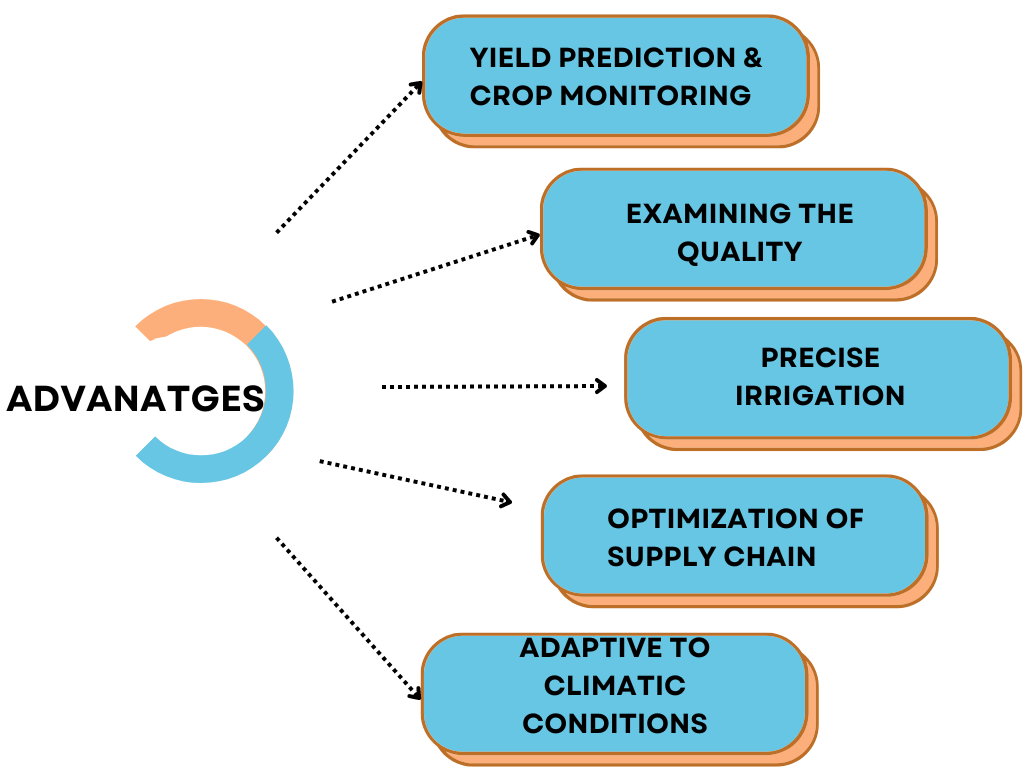 YIELD PREDICTION &
CROP MONITORING
EXAMINING THE
QUALITY
PRECISE
IRRIGATION
ADVANATGES
OPTIMIZATION OF
SUPPLY CHAIN
ADAPTIVE TO
CLIMATIC
CONDITIONS